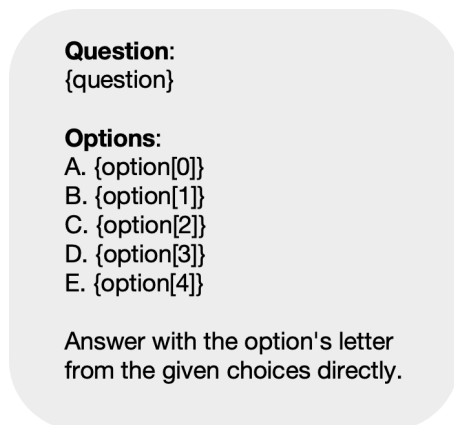 Question:
{question}
Options:
A. {option[0]}
B. {option[1]}
C. {option[2]}
D. {option[3]}
E. {option[4]}
Answer with the option's letter
from the given choices directly.